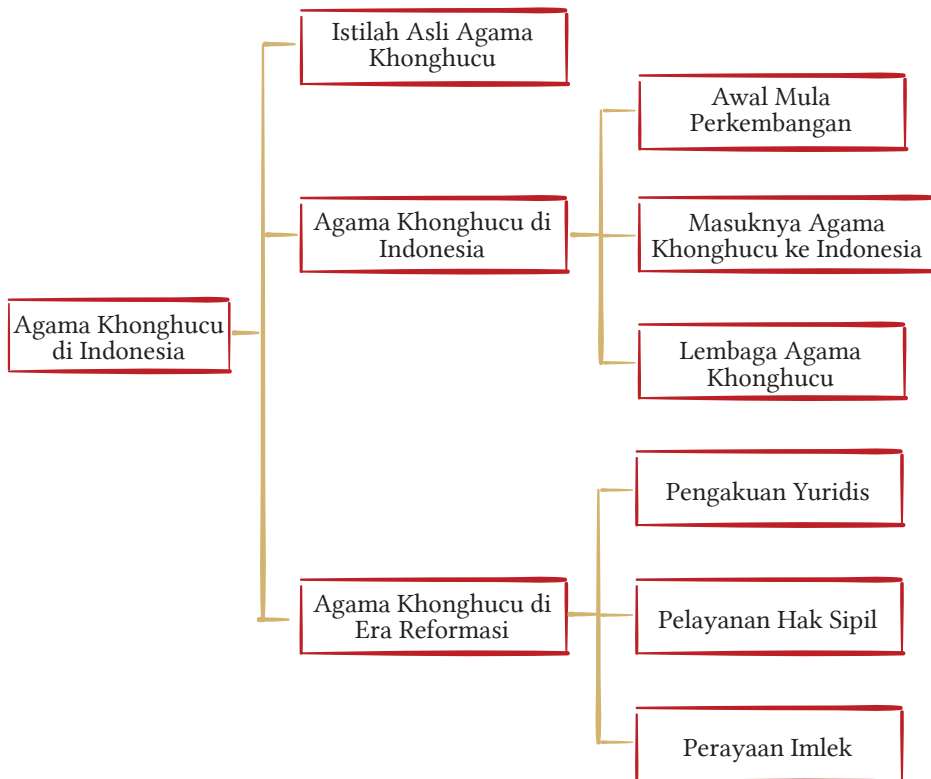 Agama Khonghucu
di Indonesia
Istilah Asli Agama
Khonghucu
Agama Khonghucu di
Indonesia
Awal Mula
Perkembangan
Masuknya Agama
Khonghucu ke Indonesia
Lembaga Agama
Khonghucu
Agama Khonghucu di
Era Reformasi
Pengakuan Yuridis
Pelayanan Hak Sipil
Perayaan Imlek